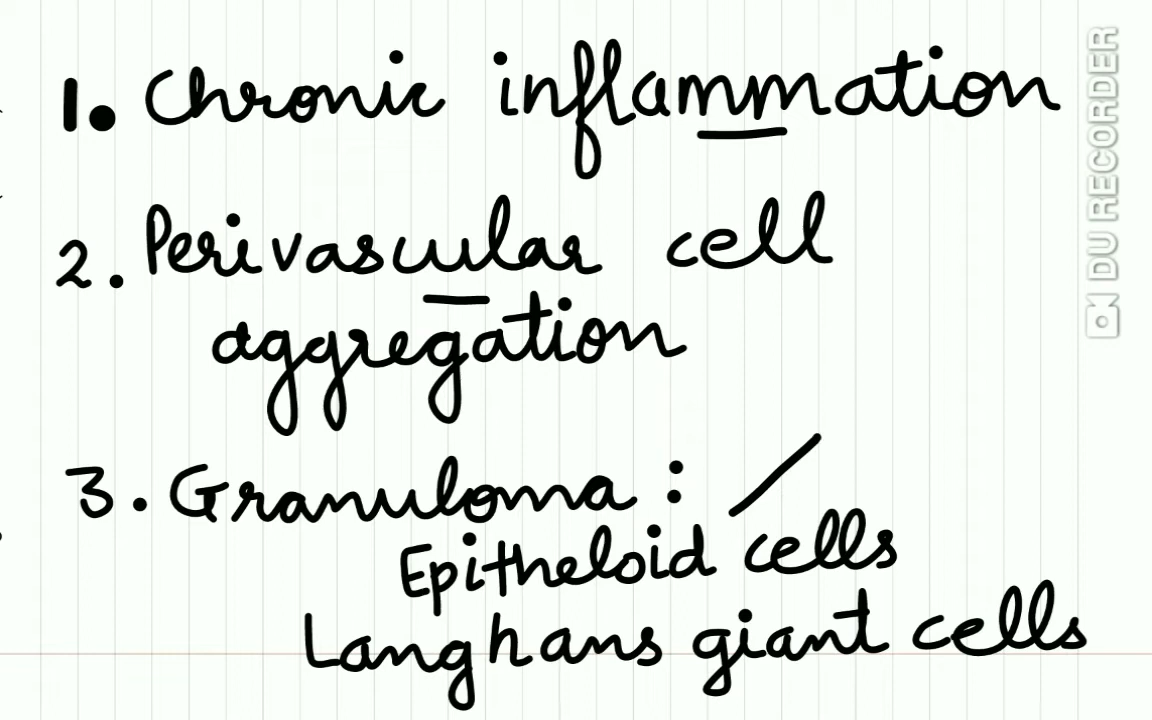 1. Chronic inflammation
2. Perivascular cell
aggregation
3. Granuloma :
Epitheloid cells
Langhans giant cells
DU RECORDER